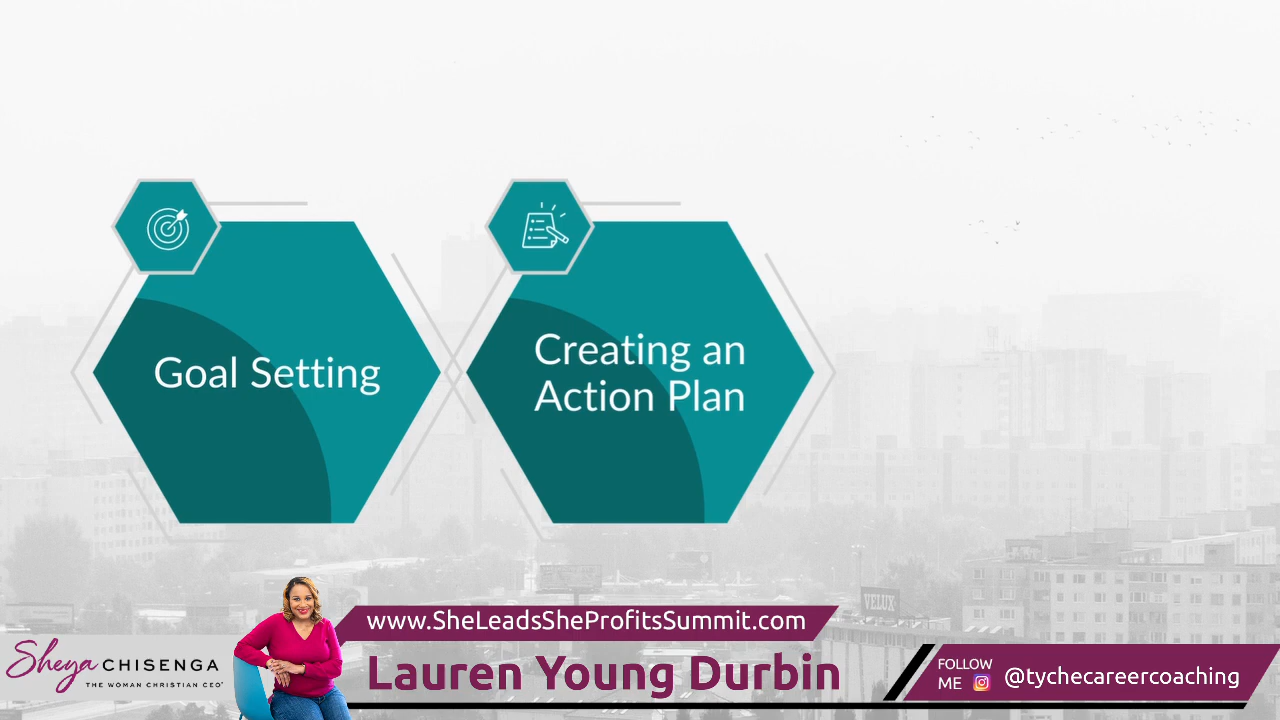 Goal Setting
Creating an
Action Plan
VELUX
www.SheLeadsSheProfitsSummit.com
Sheya CHISENGA
THE WOMAN CHRISTIAN CEO
Lauren Young Durbin
FOLLOW
ME
@tychecareercoaching